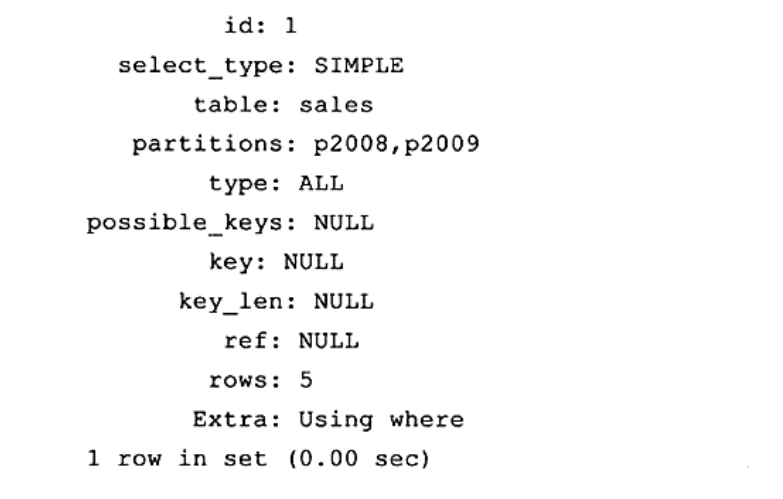 id: 1
select_type: SIMPLE
table: sales
partitions: p2008,p2009
type: ALL
possible_keys: NULL
key: NULL
key_len: NULL
ref: NULL
rows: 5
Extra: Using where
1 row in set (0.00 sec)